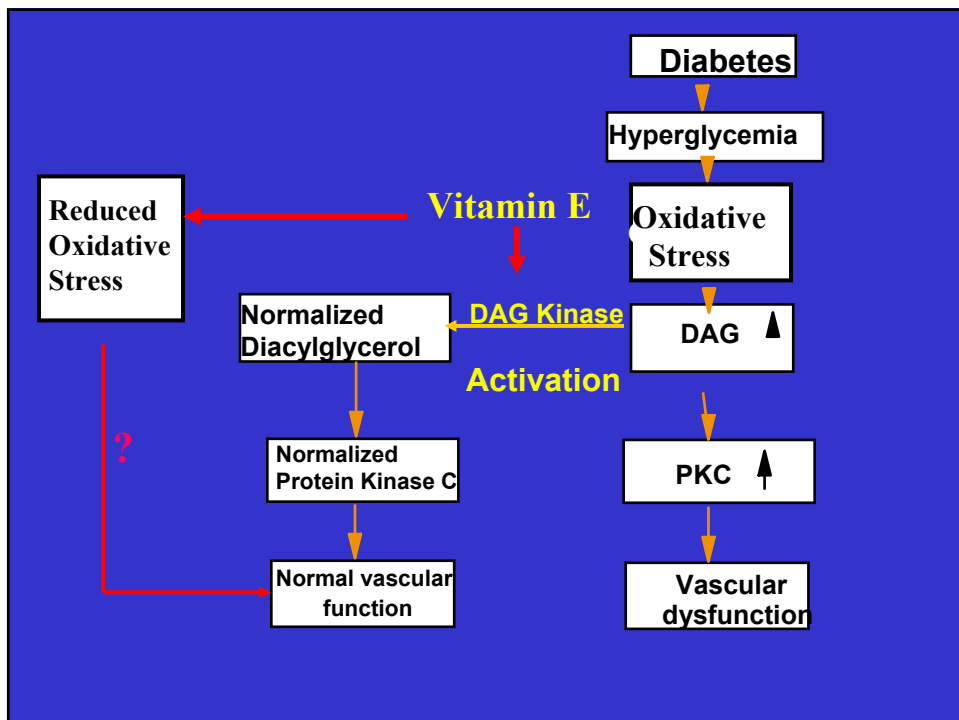 Diabetes
Hyperglycemia
Oxidative
Stress
DAG
PKC
Vascular
dysfunction
Vitamin E
DAG Kinase
Activation
Reduced
Oxidative
Stress
?
Normalized
Diacylglycerol
Normalized
Protein Kinase C
Normal vascular
function